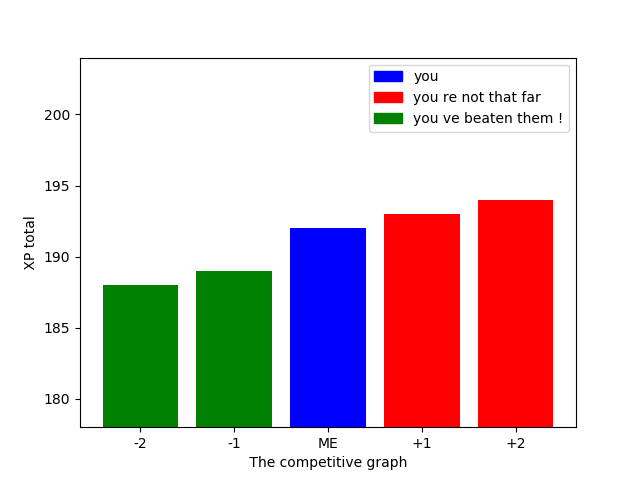 you
you re not that far
you ve beaten them !
200
195
190
185
180
XP total
-2 -1 ME +1 +2
The competitive graph